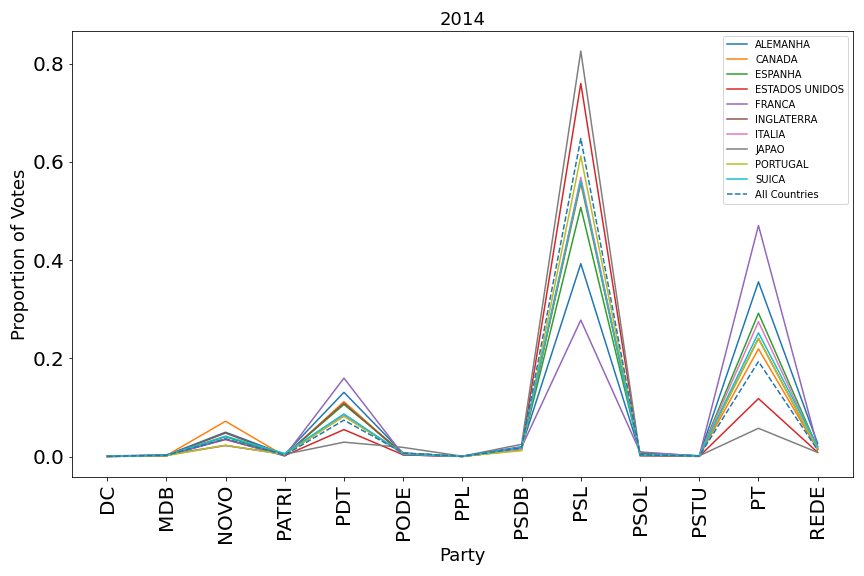 2014
0.8
0.6
0.4
0.2
0.0
Proportion of Votes
ALEMANHA
CANADA
ESPANHA
ESTADOS UNIDOS
FRANCA
INGLATERRA
ITALIA
JAPAO
PORTUGAL
SUICA
All Countries
DC
MDB
NOVO
PATRI
PDT
PODE
PPL
PSDB
PSL
PSOL
PSTU
PT
REDE
Party